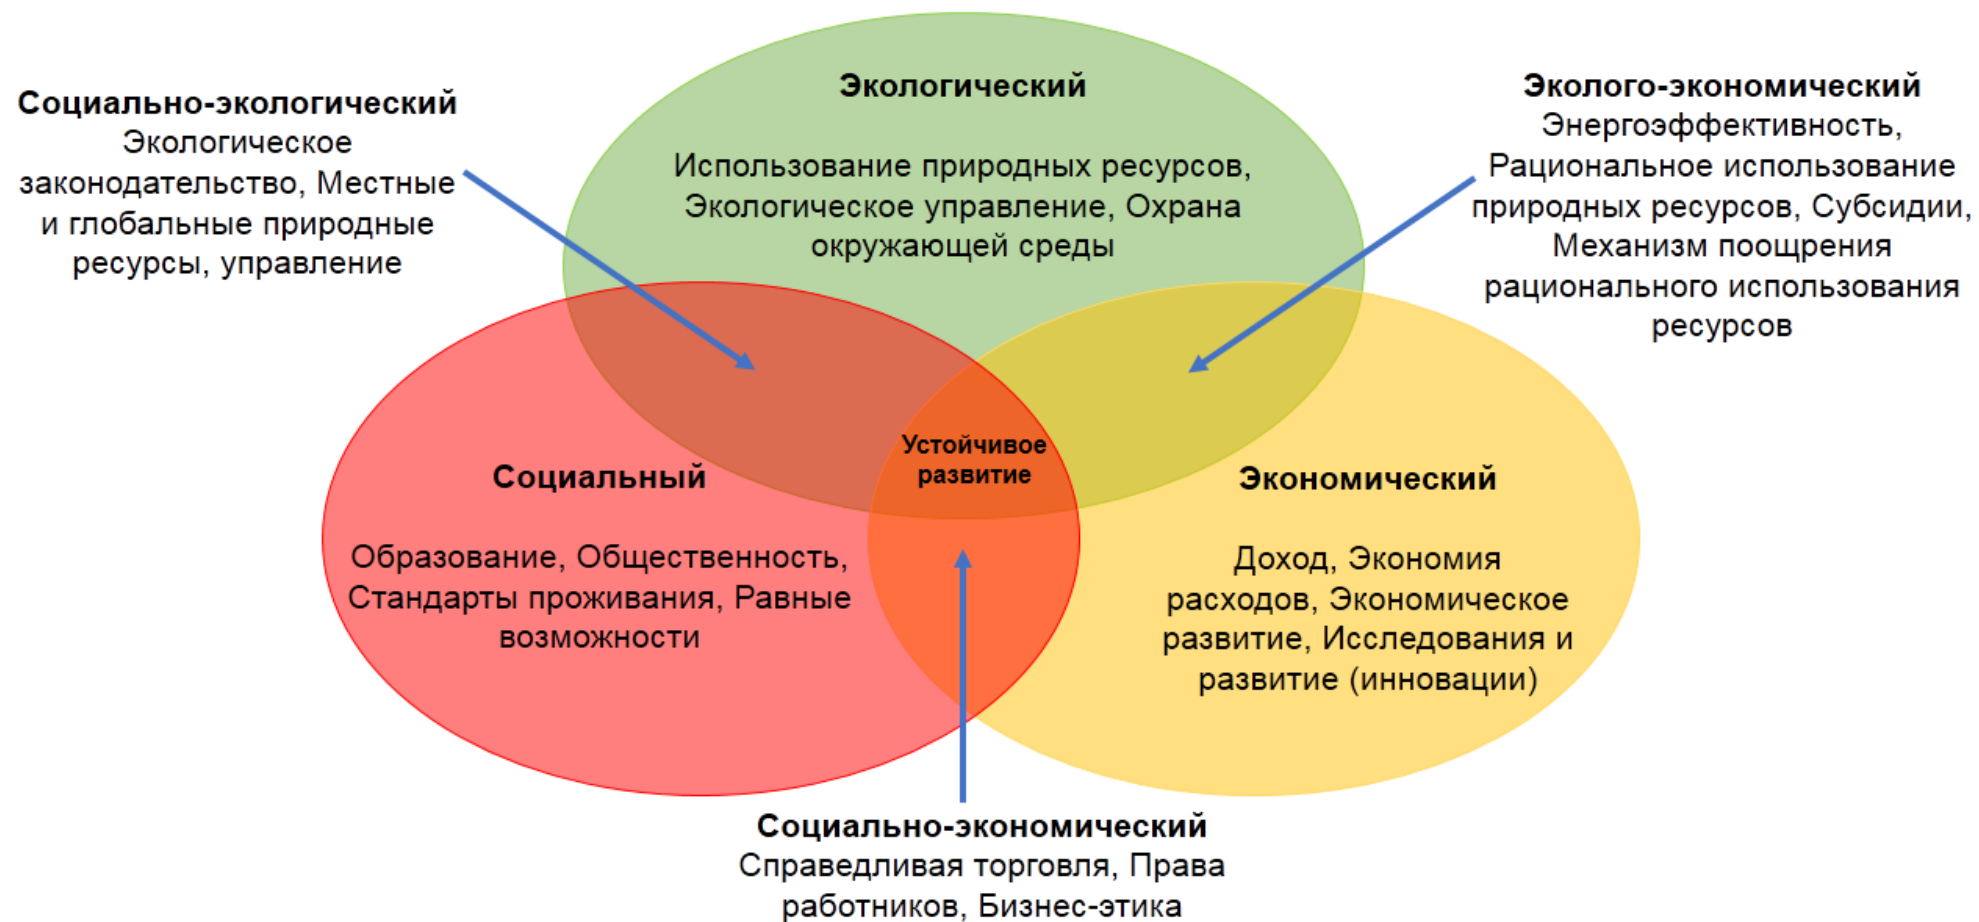 Экологический
Использование природных ресурсов,
Экологическое управление, Охрана
окружающей среды
Социально-экологический
Экологическое
законодательство, Местные
и глобальные природные
ресурсы, управление
Эколого-экономический
Энергоэффективность,
Рациональное использование
природных ресурсов, Субсидии,
Механизм поощрения
рационального использования
ресурсов
Устойчивое
развитие
Социальный
Образование, Общественность,
Стандарты проживания, Равные
возможности
Экономический
Доход, Экономия
расходов, Экономическое
развитие, Исследования и
развитие (инновации)
Социально-экономический
Справедливая торговля, Права
работников, Бизнес-этика